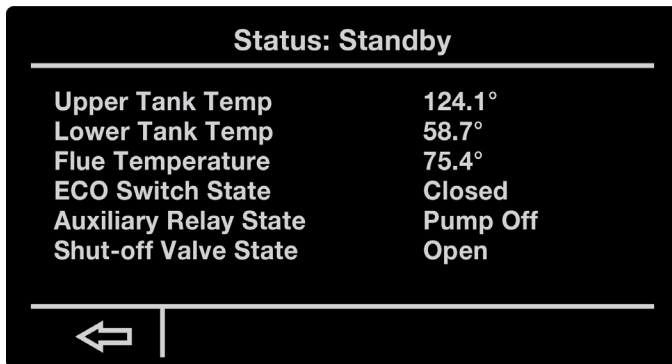 Status: Standby
Upper Tank Temp 124.1°
Lower Tank Temp 58.7°
Flue Temperature 75.4°
ECO Switch State Closed
Auxiliary Relay State Pump Off
Shut-off Valve State Open